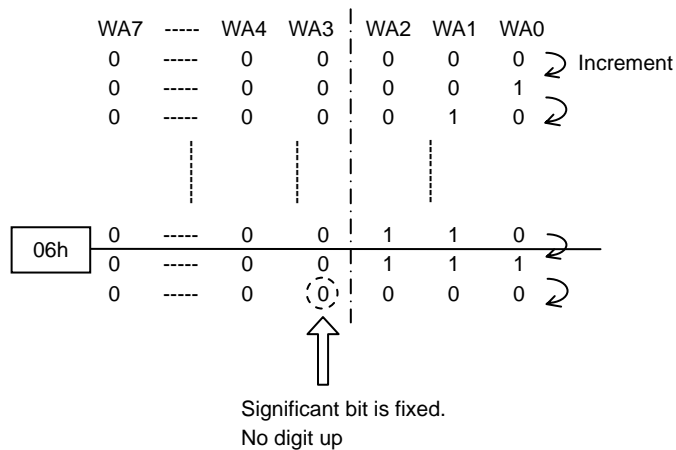 WA7 ----- WA4 WA3 WA2 WA1 WA0
0 ----- 0 0 0 0 0 Increment
0 ----- 0 0 0 0 1
0 ----- 0 0 0 1 0
06h 0 ----- 0 0 1 1 0
0 ----- 0 0 1 1 1
0 ----- 0 0 0 0 0
Significant bit is fixed.
No digit up